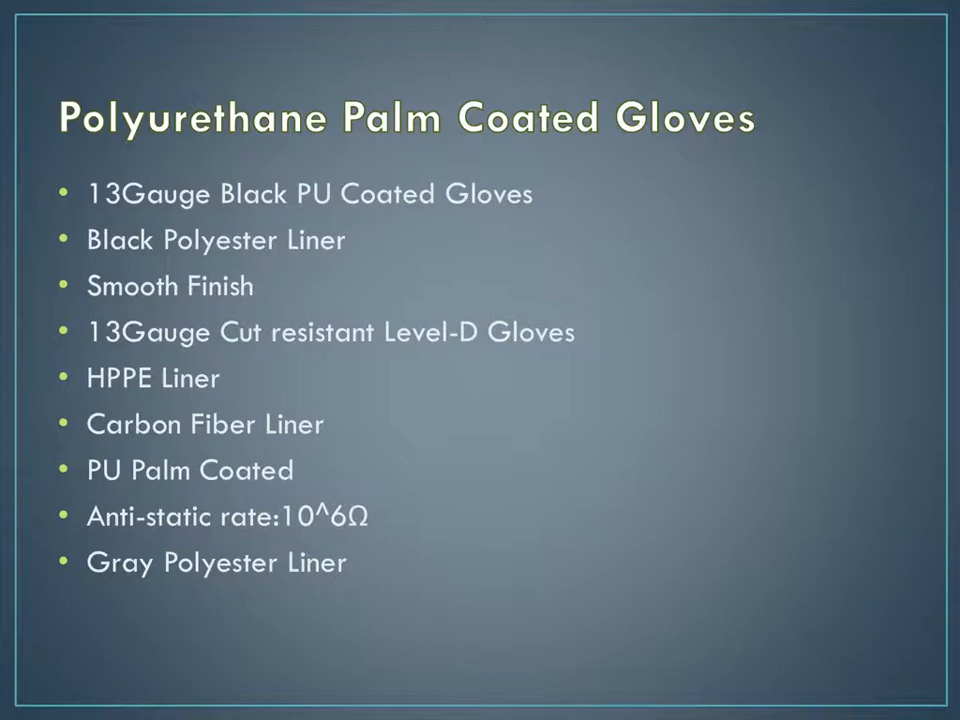 Polyurethane Palm Coated Gloves
• 13Gauge Black PU Coated Gloves
• Black Polyester Liner
• Smooth Finish
• 13Gauge Cut resistant Level-D Gloves
• HPPE Liner
• Carbon Fiber Liner
• PU Palm Coated
• Anti-static rate:10^6Ω
• Gray Polyester Liner